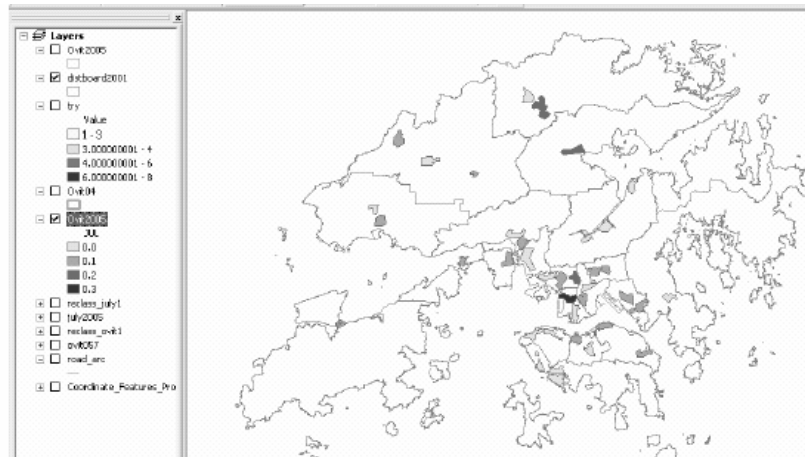 Layers
Ovit2005
distboard2001
try
Value
1 - 3
3.000000001 - 4
4.000000001 - 6
6.000000001 - 8
Ovit04
Ovit2005
JUL
0.0
0.1
0.2
0.3
reclass_july1
july2005
reclass_ovit1
ovit057
road_arc
Coordinate_Features_Pro